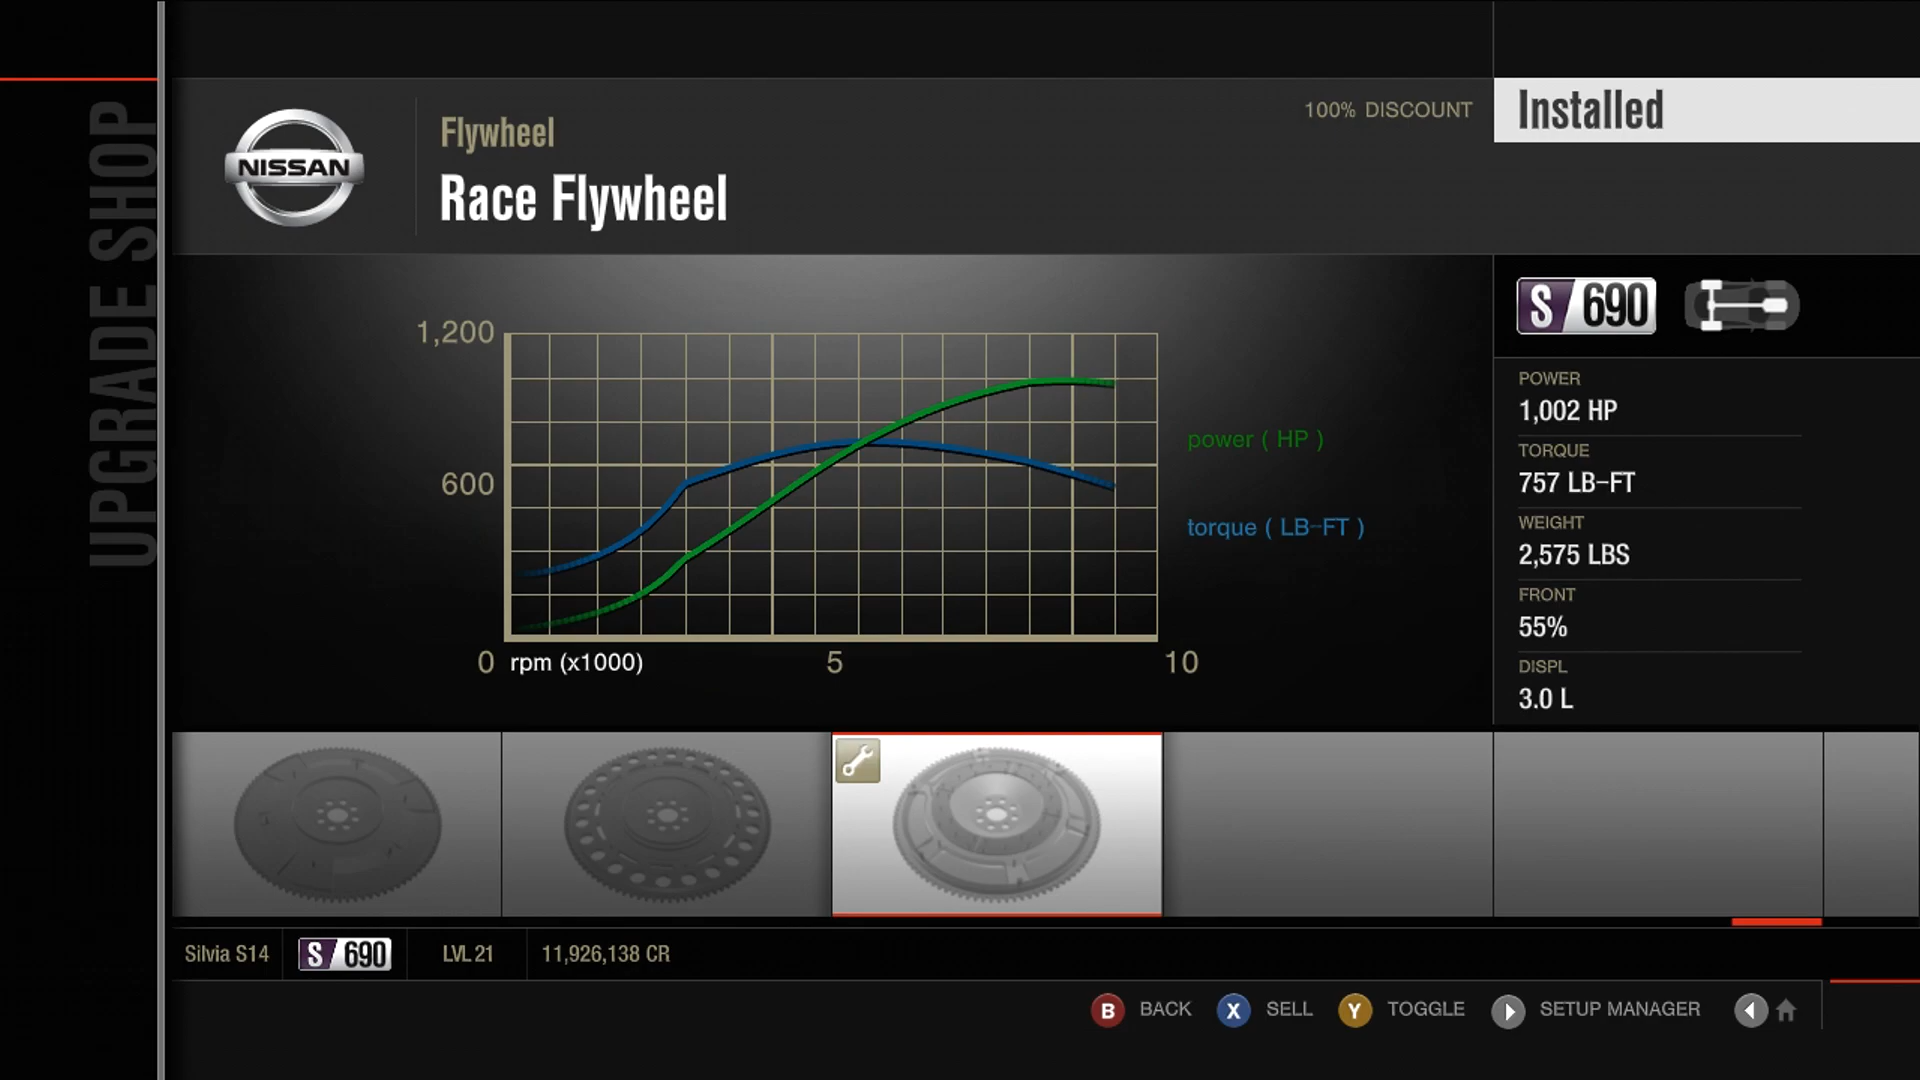 UPGRADE SHOP
100% DISCOUNT
Installed
NISSAN
Flywheel
Race Flywheel
S 690
1,200
600
power ( HP )
torque ( LB-FT )
0 rpm (x1000) 5 10
POWER
1,002 HP
TORQUE
757 LB-FT
WEIGHT
2,575 LBS
FRONT
55%
DISPL
3.0 L
Silvia S14 S 690 LVL 21 11,926,138 CR
B BACK X SELL Y TOGGLE SETUP MANAGER